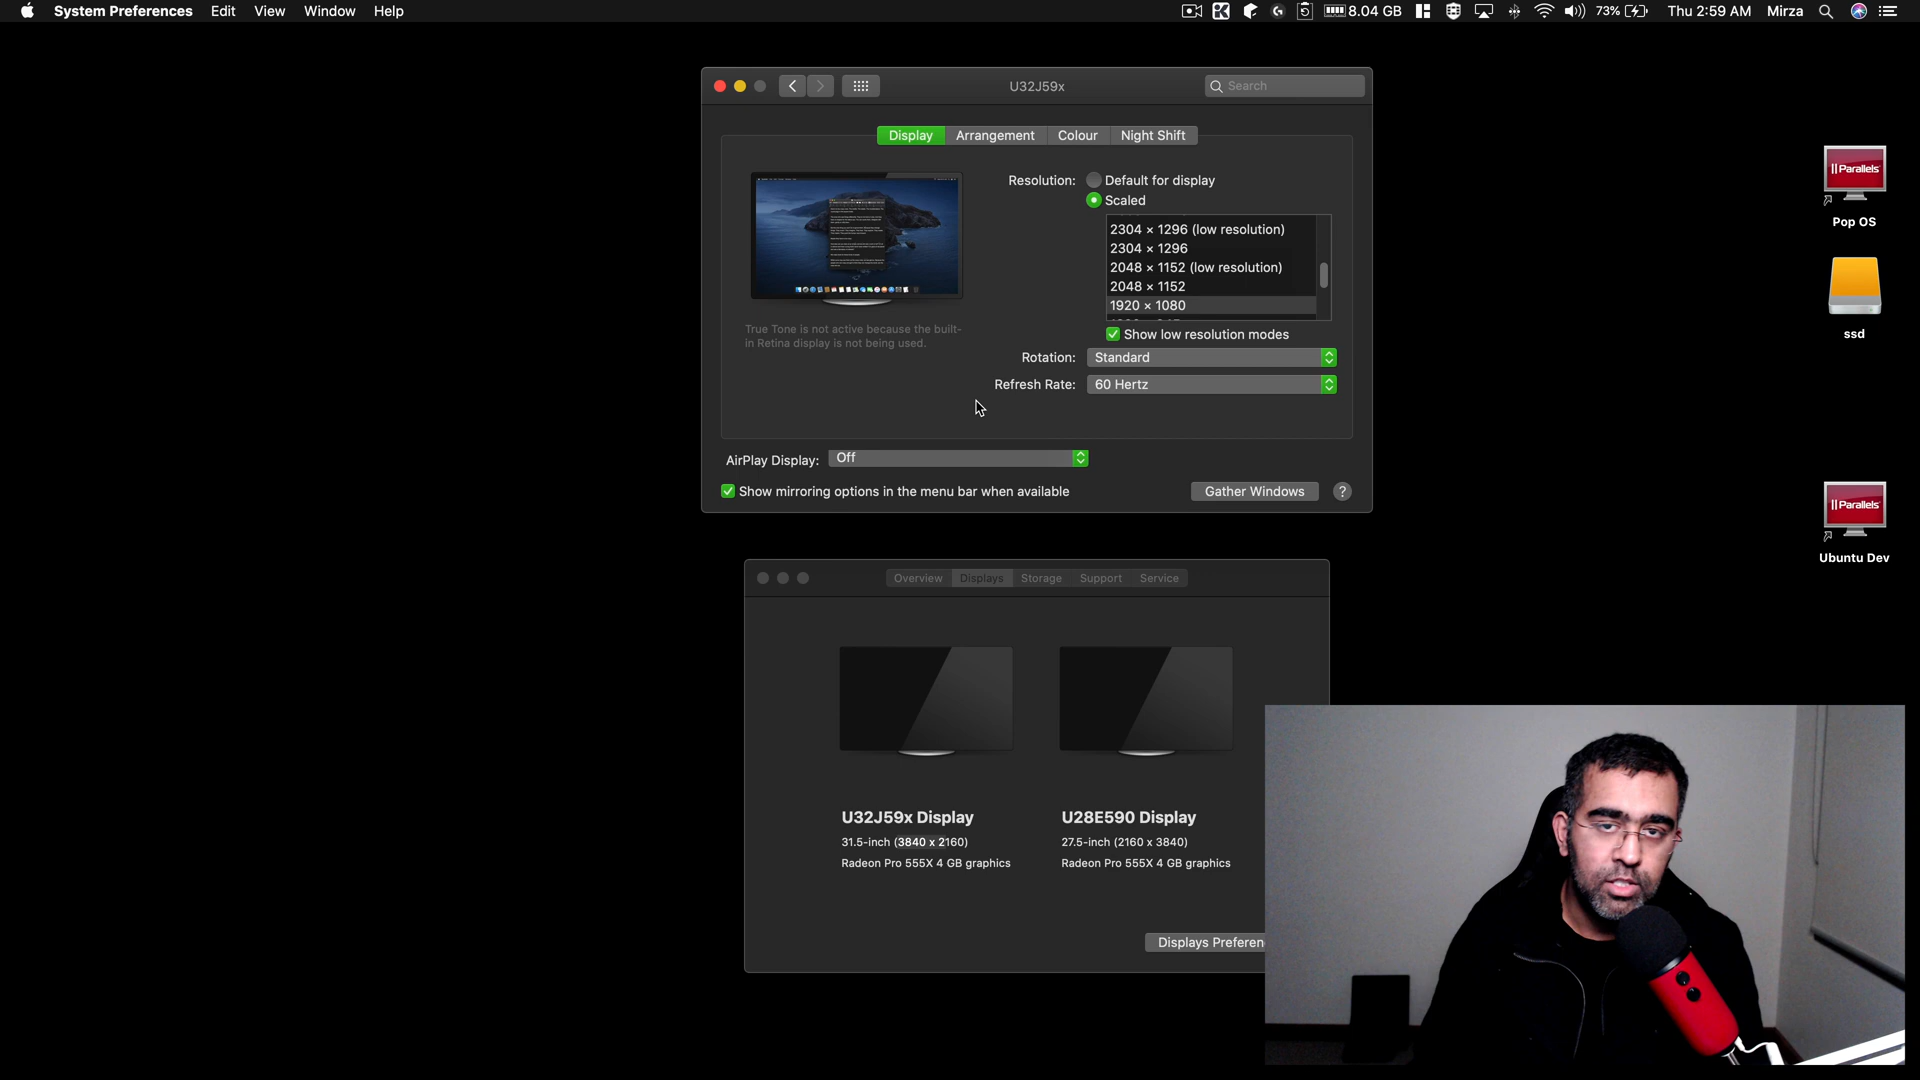 System Preferences Edit View Window Help
8.04 GB 73% Thu 2:59 AM Mirza
U32J59x
Search
Display Arrangement Colour Night Shift
Resolution: Default for display
Scaled
2304 × 1296 (low resolution)
2304 × 1296
2048 × 1152 (low resolution)
2048 × 1152
1920 × 1080
Show low resolution modes
True Tone is not active because the built-
in Retina display is not being used.
Rotation: Standard
Refresh Rate: 60 Hertz
AirPlay Display: Off
Show mirroring options in the menu bar when available
Gather Windows ?
Overview Displays Storage Support Service
U32J59x Display
31.5-inch (3840 x 2160)
Radeon Pro 555X 4 GB graphics
U28E590 Display
27.5-inch (2160 x 3840)
Radeon Pro 555X 4 GB graphics
Displays Preferen
|| Parallels
Pop OS
ssd
|| Parallels
Ubuntu Dev